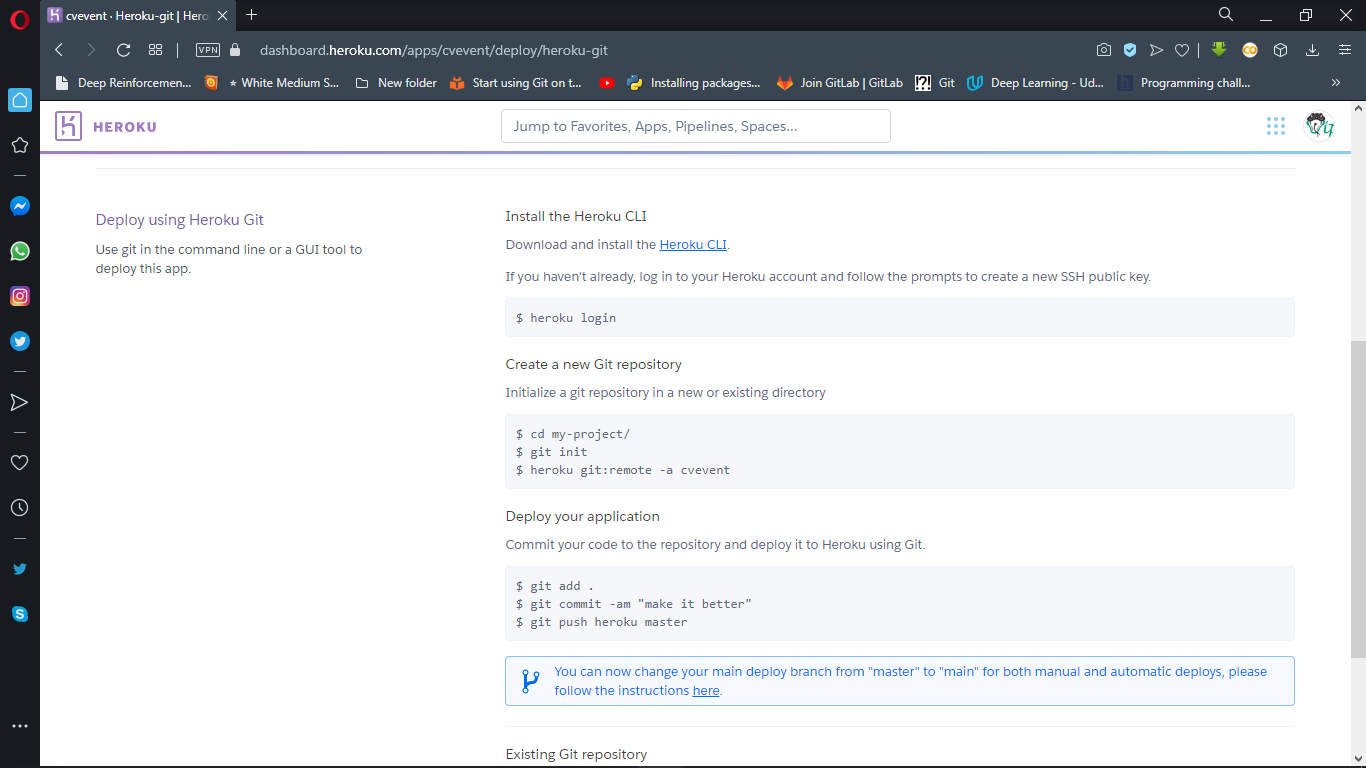 cvevent · Heroku-git | Hero
VPN
dashboard.heroku.com/apps/cvevent/deploy/heroku-git
Deep Reinforcemen...
★ White Medium S...
New folder
Start using Git on t...
Installing packages...
Join GitLab | GitLab
Git
Deep Learning - Ud...
Programming chall...
»
HEROKU
Jump to Favorites, Apps, Pipelines, Spaces...
Deploy using Heroku Git
Use git in the command line or a GUI tool to
deploy this app.
Install the Heroku CLI
Download and install the Heroku CLI.
If you haven't already, log in to your Heroku account and follow the prompts to create a new SSH public key.
$ heroku login
Create a new Git repository
Initialize a git repository in a new or existing directory
$ cd my-project/
$ git init
$ heroku git:remote -a cvevent
Deploy your application
Commit your code to the repository and deploy it to Heroku using Git.
$ git add .
$ git commit -am "make it better"
$ git push heroku master
You can now change your main deploy branch from "master" to "main" for both manual and automatic deploys, please
follow the instructions here.
Existing Git repository